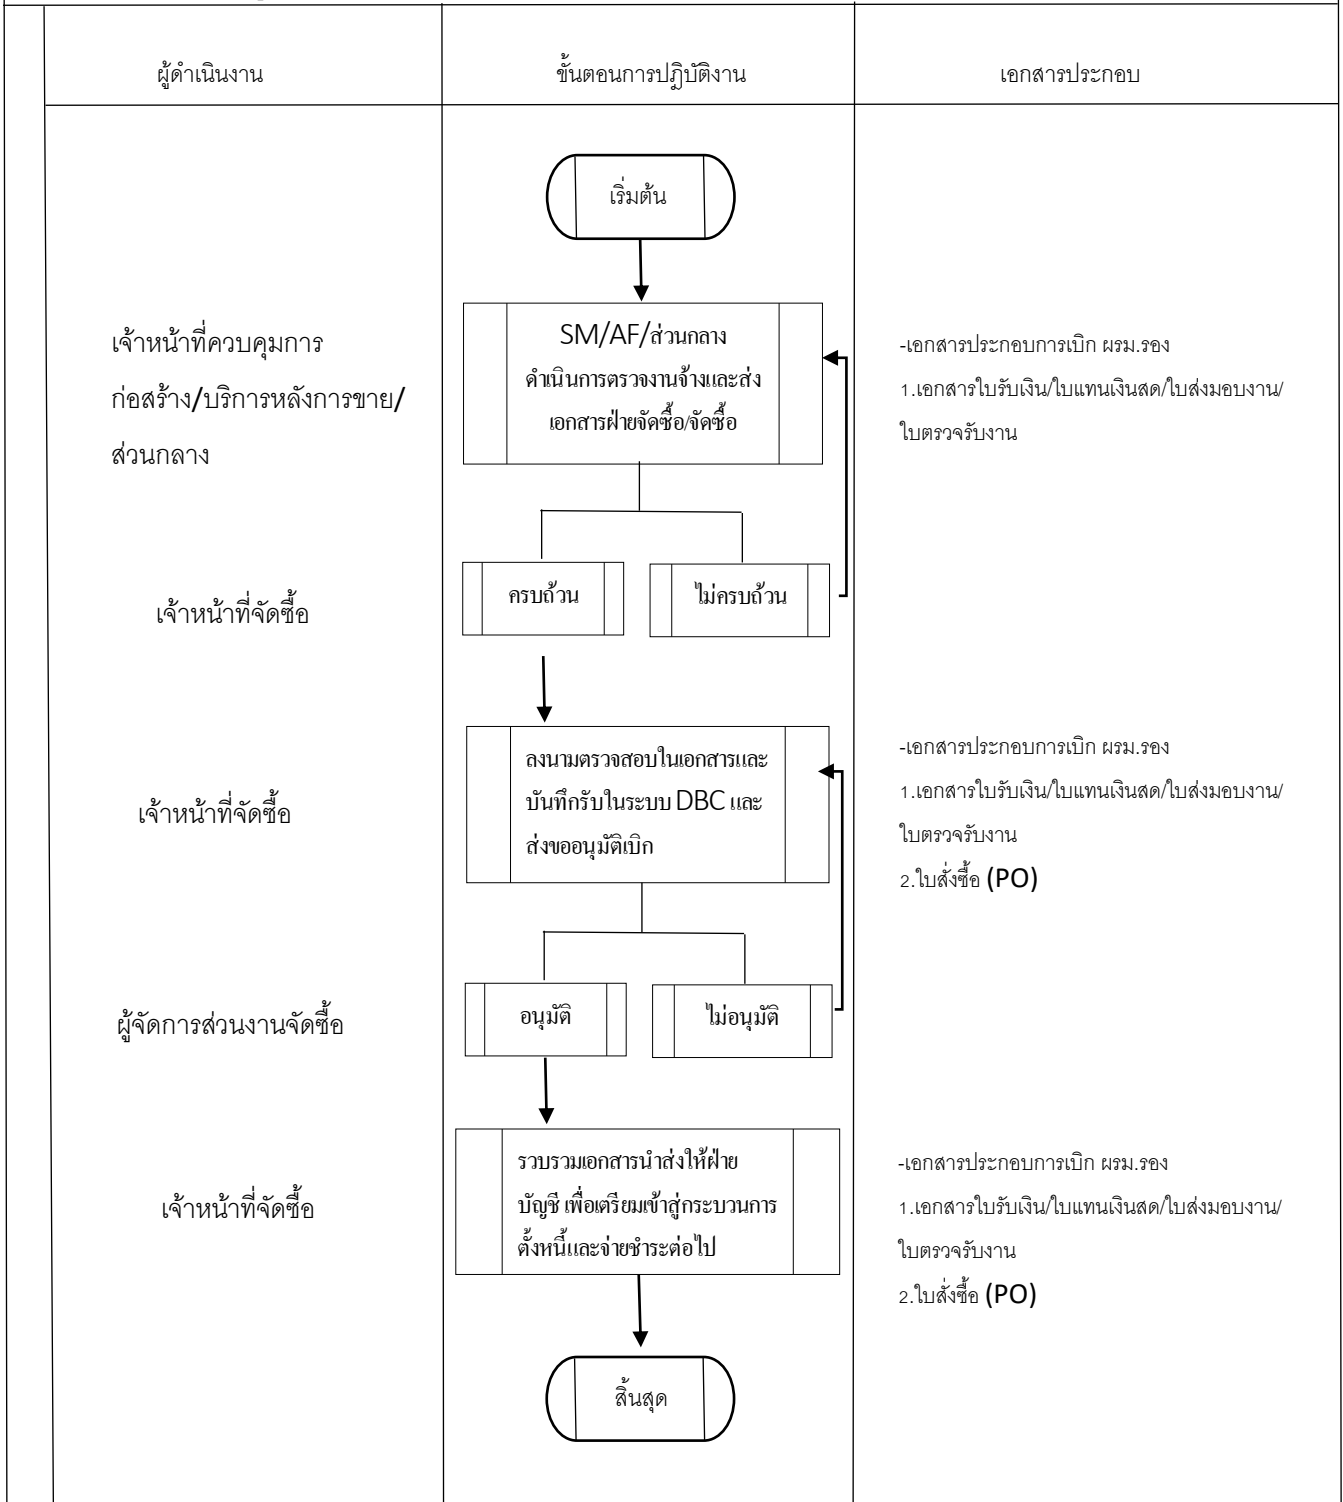 ผู้ดำเนินงาน
ขั้นตอนการปฏิบัติงาน
เอกสารประกอบ
เริ่มต้น
เจ้าหน้าที่ควบคุมการ
ก่อสร้าง/บริการหลังการขาย/
ส่วนกลาง
SM/AF/ส่วนกลาง
ดำเนินการตรวจงานจ้างและส่ง
เอกสารฝ่ายจัดซื้อ/จัดซื้อ
-เอกสารประกอบการเบิก ผรม.รอง
1.เอกสารใบรับเงิน/ใบแทนเงินสด/ใบส่งมอบงาน/
ใบตรวจรับงาน
เจ้าหน้าที่จัดซื้อ
ครบถ้วน
ไม่ครบถ้วน
เจ้าหน้าที่จัดซื้อ
ลงนามตรวจสอบในเอกสารและ
บันทึกรับในระบบ DBC และ
ส่งขออนุมัติเบิก
-เอกสารประกอบการเบิก ผรม.รอง
1.เอกสารใบรับเงิน/ใบแทนเงินสด/ใบส่งมอบงาน/
ใบตรวจรับงาน
2.ใบสั่งซื้อ (PO)
ผู้จัดการส่วนงานจัดซื้อ
อนุมัติ
ไม่อนุมัติ
เจ้าหน้าที่จัดซื้อ
รวบรวมเอกสารนำส่งให้ฝ่าย
บัญชี เพื่อเตรียมเข้าสู่กระบวนการ
ตั้งหนี้และจ่ายชำระต่อไป
-เอกสารประกอบการเบิก ผรม.รอง
1.เอกสารใบรับเงิน/ใบแทนเงินสด/ใบส่งมอบงาน/
ใบตรวจรับงาน
2.ใบสั่งซื้อ (PO)
สิ้นสุด